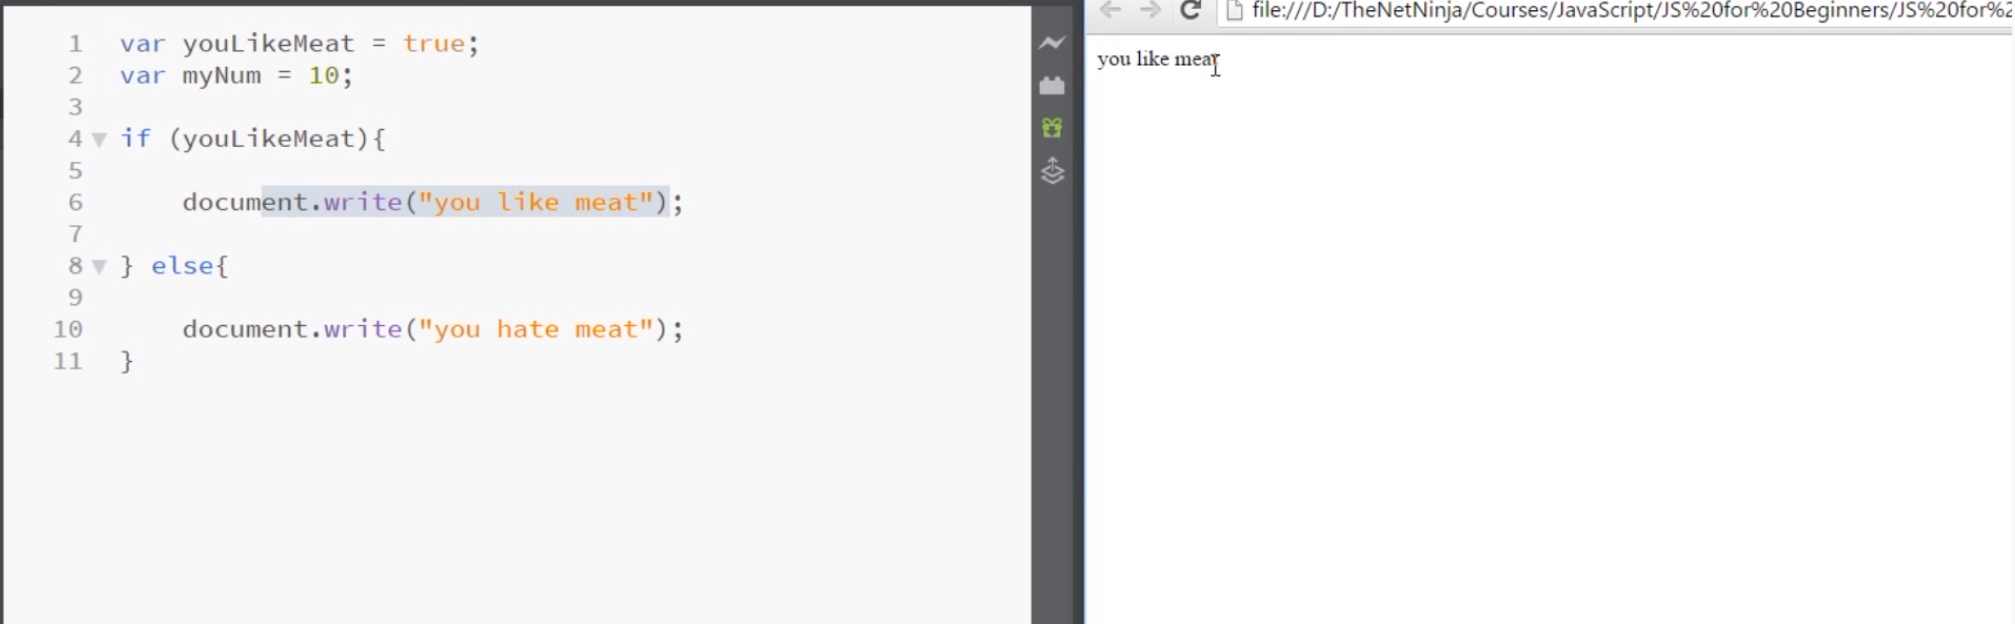 1 var youLikeMeat = true;
2 var myNum = 10;
3
4 if (youLikeMeat){
5
6 document.write("you like meat");
7
8 } else{
9
10 document.write("you hate meat");
11 }
file:///D:/TheNetNinja/Courses/JavaScript/JS%20for%20Beginners/JS%20for%2
you like meat